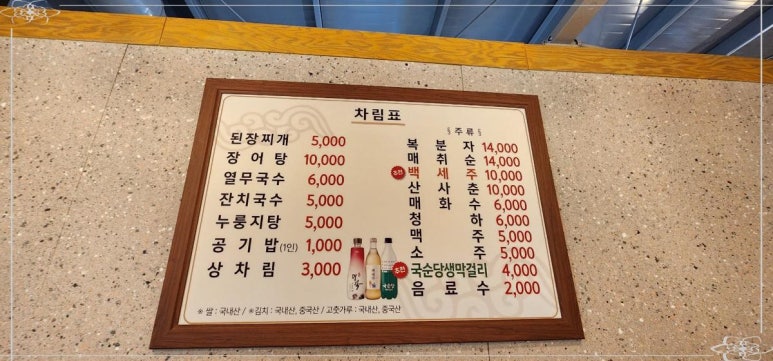 차림표
된장찌개 5,000
장어탕 10,000
열무국수 6,000
잔치국수 5,000
누룽지탕 5,000
공기밥(1인) 1,000
상차림 3,000
§ 주류 §
복분자 14,000
매취순 14,000
추천 백세주 10,000
산사춘 10,000
매화수 6,000
청하 6,000
맥주 5,000
소주 5,000
추천 국순당생막걸리 4,000
음료수 2,000
※쌀 : 국내산 / ※김치 : 국내산, 중국산 / 고춧가루 : 국내산, 중국산